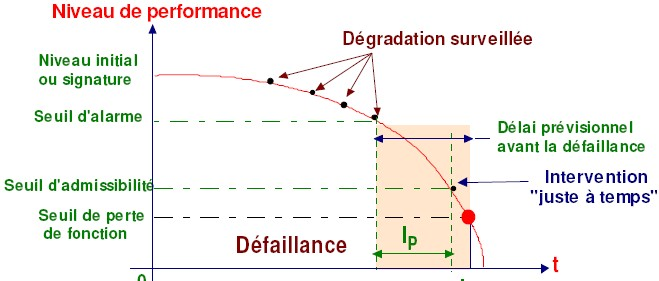 Niveau de performance
Dégradation surveillée
Niveau initial
ou signature
Seuil d'alarme
Délai prévisionnel
avant la défaillance
Seuil d'admissibilité
Intervention
"juste à temps"
Seuil de perte
de fonction
Défaillance
IP
t